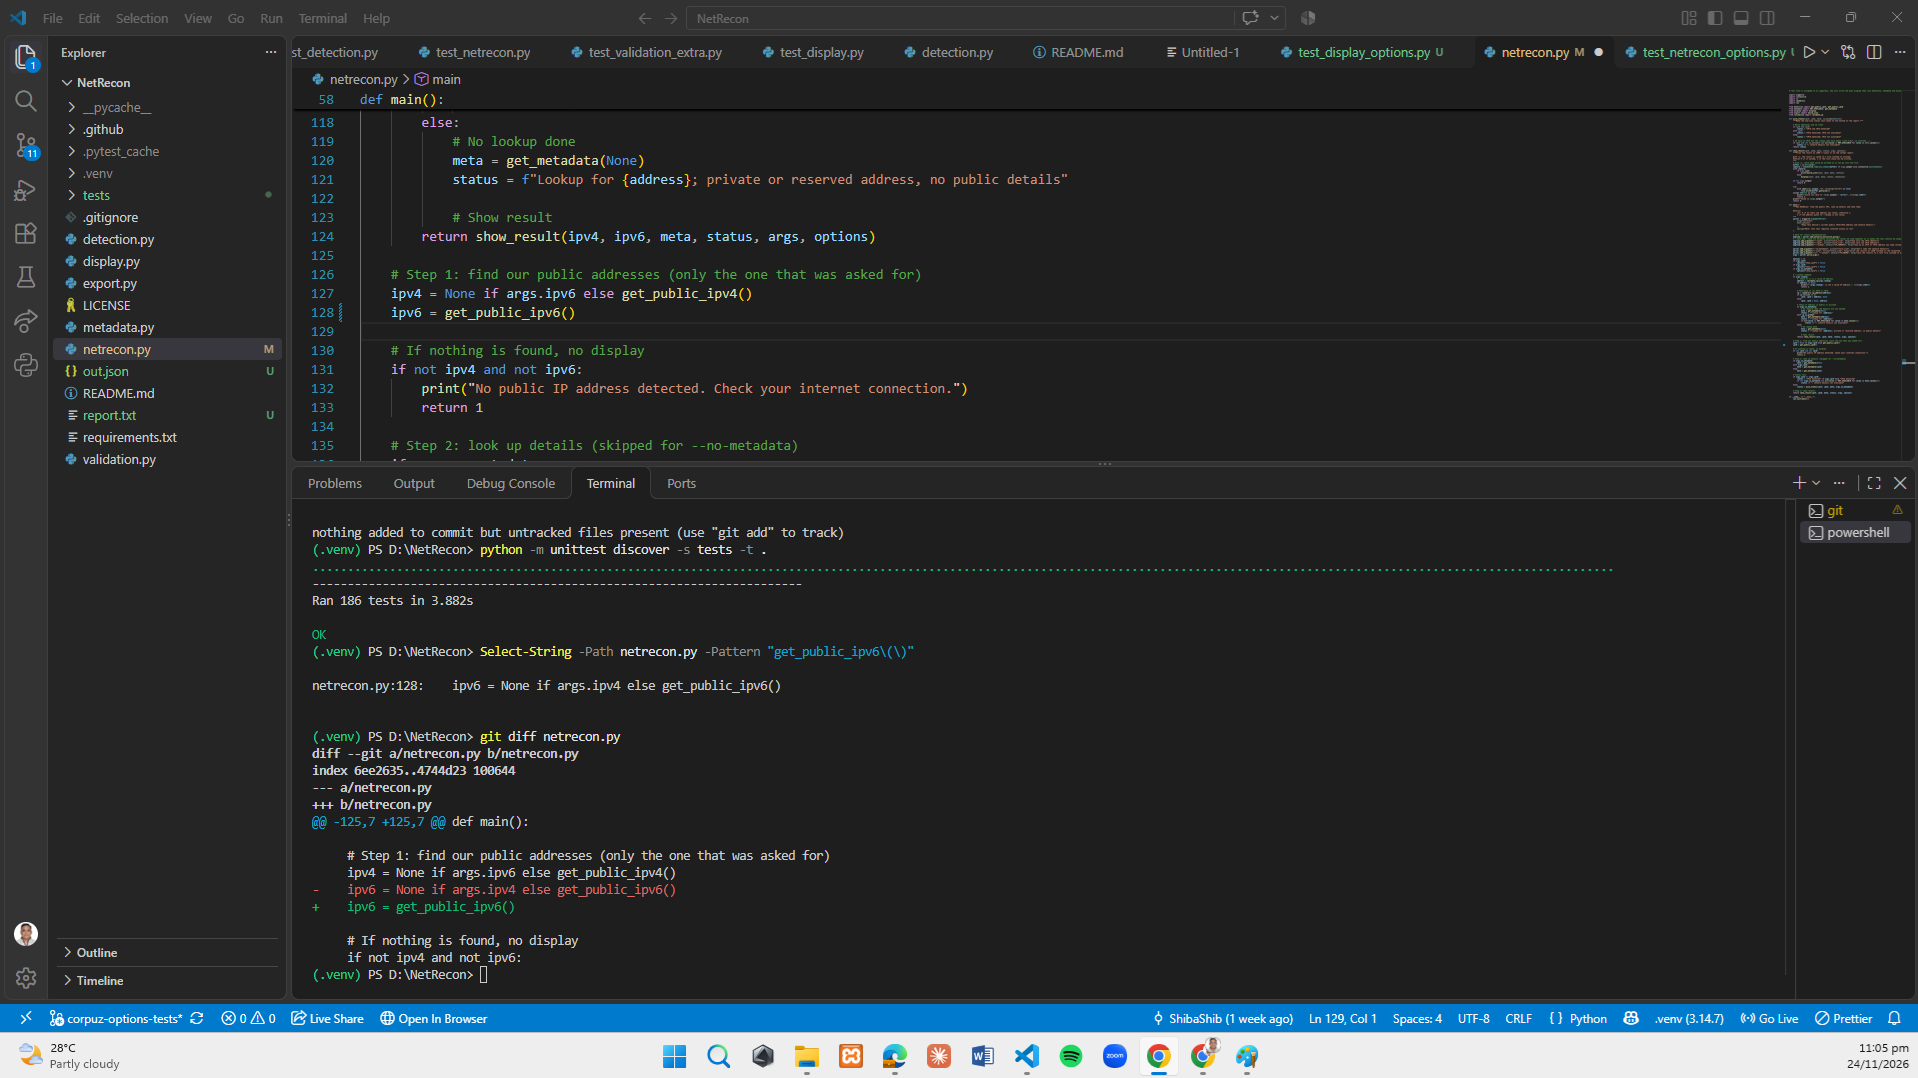 File Edit Selection View Go Run Terminal Help
NetRecon
Explorer
NetRecon
__pycache__
.github
.pytest_cache
.venv
tests
.gitignore
detection.py
display.py
export.py
LICENSE
metadata.py
netrecon.py M
out.json U
README.md
report.txt U
requirements.txt
validation.py
Outline
Timeline
1
11
st_detection.py test_netrecon.py test_validation_extra.py test_display.py detection.py README.md Untitled-1 test_display_options.py U netrecon.py M test_netrecon_options.py
netrecon.py > main
58 def main():
118 else:
119 # No lookup done
120 meta = get_metadata(None)
121 status = f"Lookup for {address}; private or reserved address, no public details"
122
123 # Show result
124 return show_result(ipv4, ipv6, meta, status, args, options)
125
126 # Step 1: find our public addresses (only the one that was asked for)
127 ipv4 = None if args.ipv6 else get_public_ipv4()
128 ipv6 = get_public_ipv6()
129
130 # If nothing is found, no display
131 if not ipv4 and not ipv6:
132 print("No public IP address detected. Check your internet connection.")
133 return 1
134
135 # Step 2: look up details (skipped for --no-metadata)
Problems Output Debug Console Terminal Ports
git
powershell
nothing added to commit but untracked files present (use "git add" to track)
(.venv) PS D:\NetRecon> python -m unittest discover -s tests -t .
----------------------------------------------------------------------
Ran 186 tests in 3.882s
OK
(.venv) PS D:\NetRecon> Select-String -Path netrecon.py -Pattern "get_public_ipv6\(\)"
netrecon.py:128: ipv6 = None if args.ipv4 else get_public_ipv6()
(.venv) PS D:\NetRecon> git diff netrecon.py
diff --git a/netrecon.py b/netrecon.py
index 6ee2635..4744d23 100644
--- a/netrecon.py
+++ b/netrecon.py
@@ -125,7 +125,7 @@ def main():
# Step 1: find our public addresses (only the one that was asked for)
ipv4 = None if args.ipv6 else get_public_ipv4()
- ipv6 = None if args.ipv4 else get_public_ipv6()
+ ipv6 = get_public_ipv6()
# If nothing is found, no display
if not ipv4 and not ipv6:
(.venv) PS D:\NetRecon>
corpuz-options-tests* 0 0 Live Share Open In Browser ShibaShib (1 week ago) Ln 129, Col 1 Spaces: 4 UTF-8 CRLF { } Python .venv (3.14.7) Go Live Prettier
28°C
Partly cloudy
zoom
11:05 pm
24/11/2026